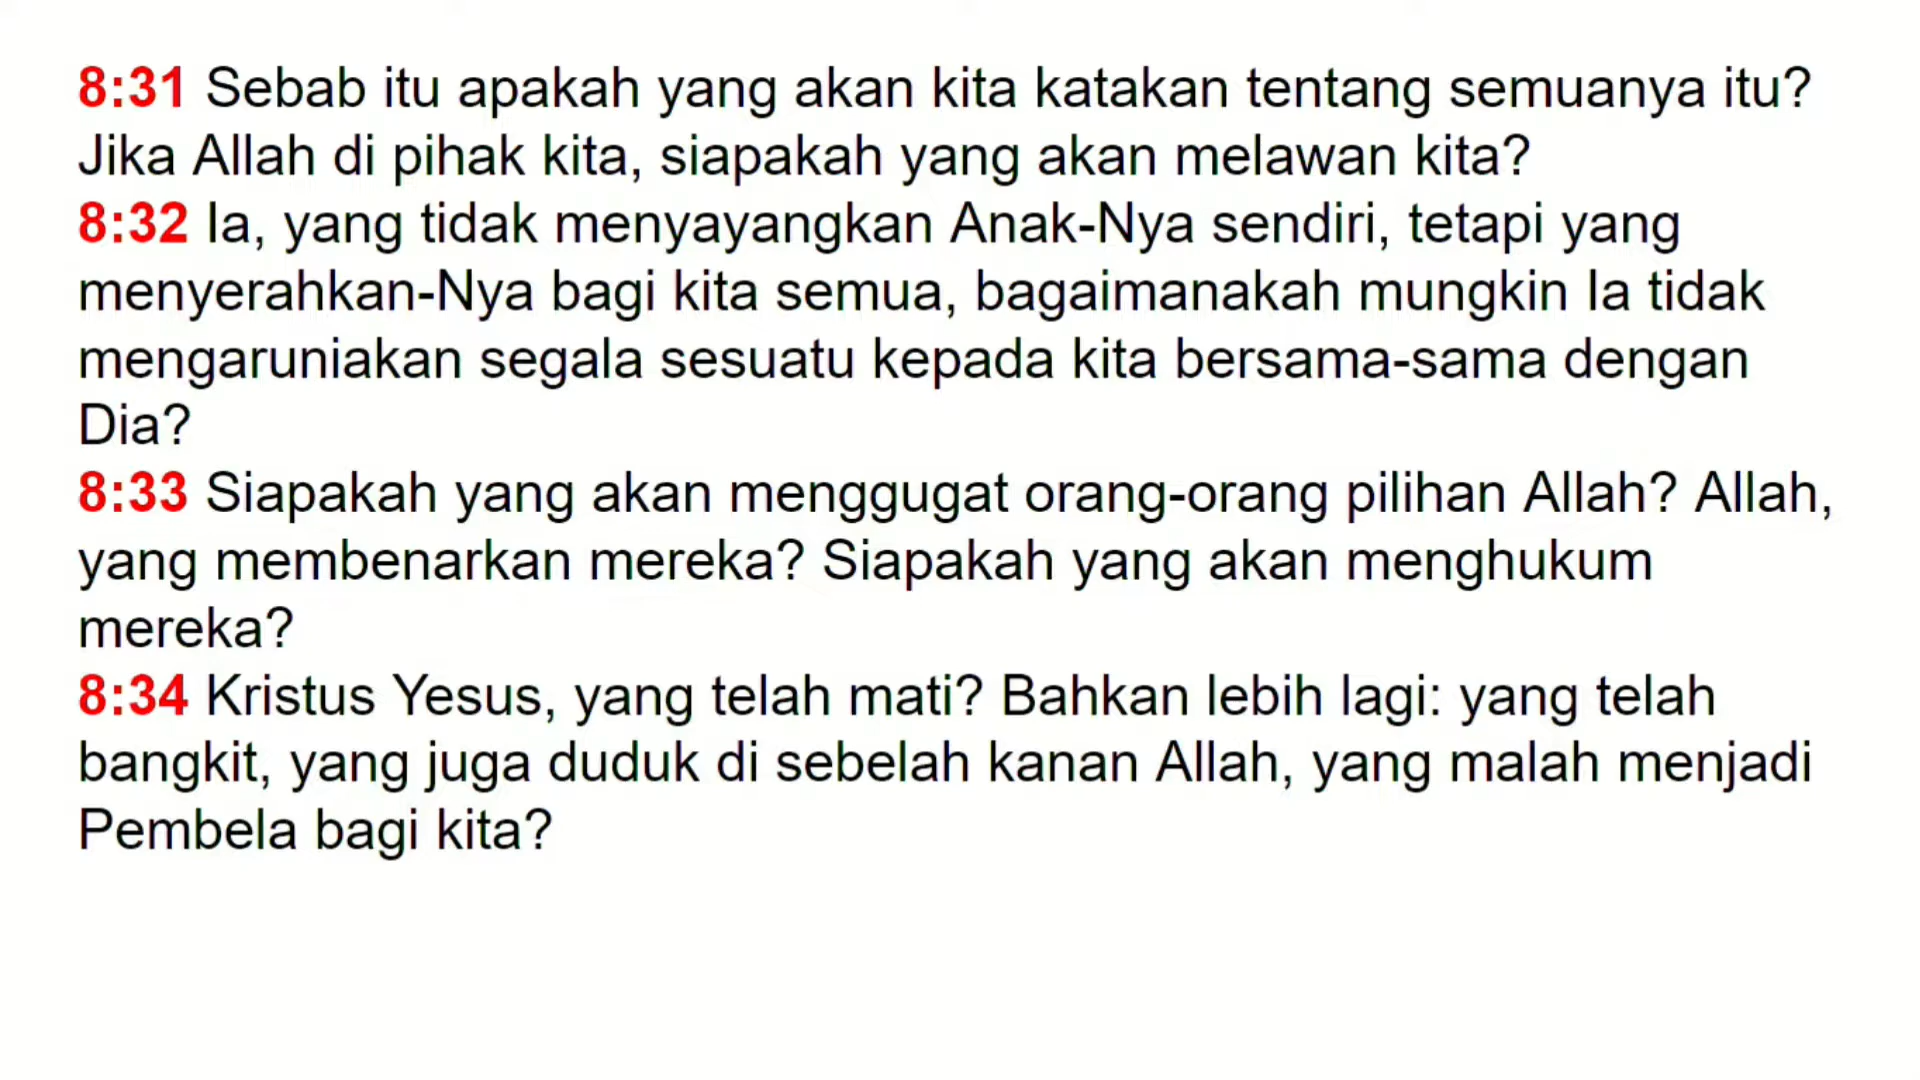 8:31 Sebab itu apakah yang akan kita katakan tentang semuanya itu?
Jika Allah di pihak kita, siapakah yang akan melawan kita?
8:32 Ia, yang tidak menyayangkan Anak-Nya sendiri, tetapi yang
menyerahkan-Nya bagi kita semua, bagaimanakah mungkin Ia tidak
mengaruniakan segala sesuatu kepada kita bersama-sama dengan
Dia?
8:33 Siapakah yang akan menggugat orang-orang pilihan Allah? Allah,
yang membenarkan mereka? Siapakah yang akan menghukum
mereka?
8:34 Kristus Yesus, yang telah mati? Bahkan lebih lagi: yang telah
bangkit, yang juga duduk di sebelah kanan Allah, yang malah menjadi
Pembela bagi kita?